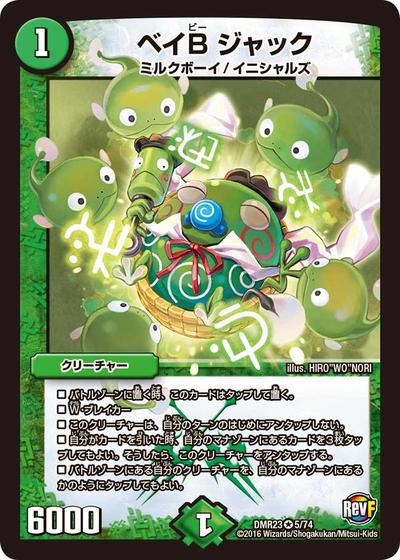 1
ベイB ジャック
ビー
ミルクボーイ / イニシャルズ
illus. HIRO"WO"NORI
クリーチャー
■バトルゾーンに置く時、このカードはタップして置く。
■W・ブレイカー
■このクリーチャーは、自分のターンのはじめにアンタップしない。
■自分がカードを引いた時、自分のマナゾーンにあるカードを3枚タッ
プしてもよい。そうしたら、このクリーチャーをアンタップする。
■バトルゾーンにある自分のクリーチャーを、自分のマナゾーンにある
かのようにタップしてもよい。
RevF
6000
1
DMR23 5/74
©2016 Wizards/Shogakukan/Mitsui-Kids